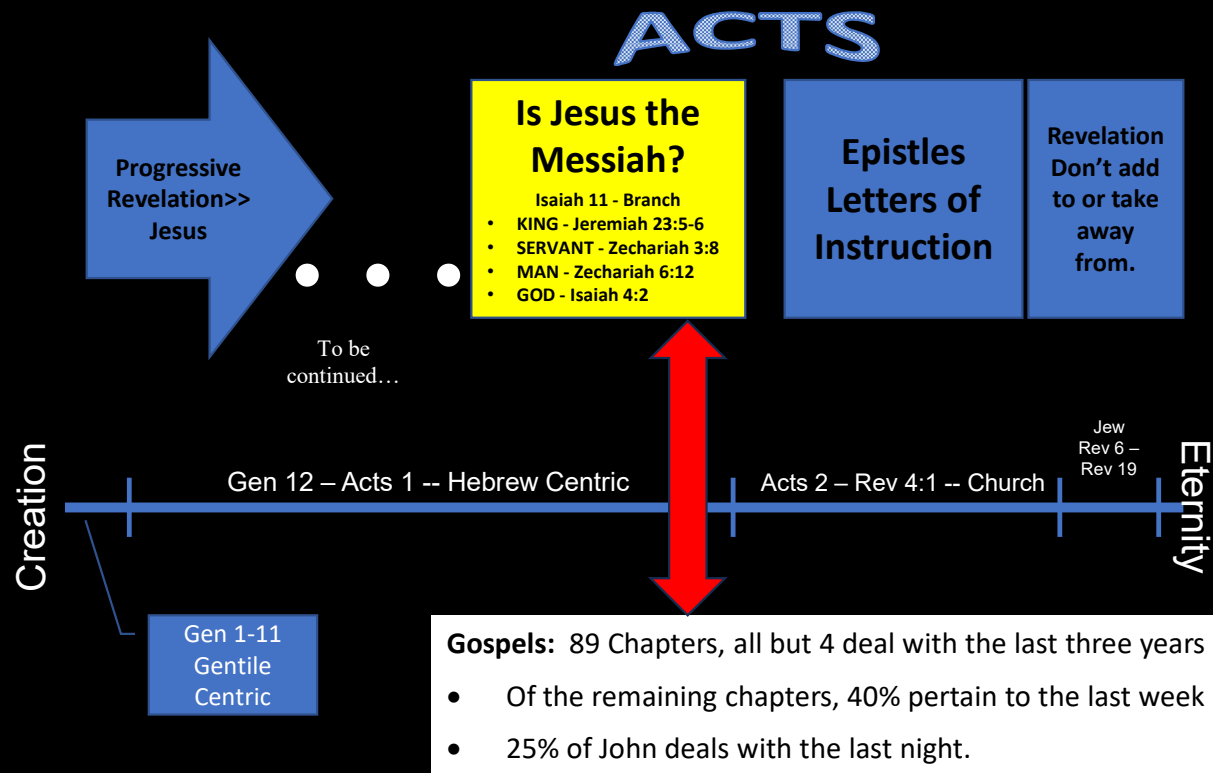 ACTS
Progressive
Revelation>>
Jesus
Is Jesus the
Messiah?
Isaiah 11 - Branch
• KING - Jeremiah 23:5-6
• SERVANT - Zechariah 3:8
• MAN - Zechariah 6:12
• GOD - Isaiah 4:2
Epistles
Letters of
Instruction
Revelation
Don’t add
to or take
away
from.
To be
continued…
Creation
Gen 12 – Acts 1 -- Hebrew Centric
Acts 2 – Rev 4:1 -- Church
Jew
Rev 6 –
Rev 19
Eternity
Gen 1-11
Gentile
Centric
Gospels: 89 Chapters, all but 4 deal with the last three years
• Of the remaining chapters, 40% pertain to the last week
• 25% of John deals with the last night.